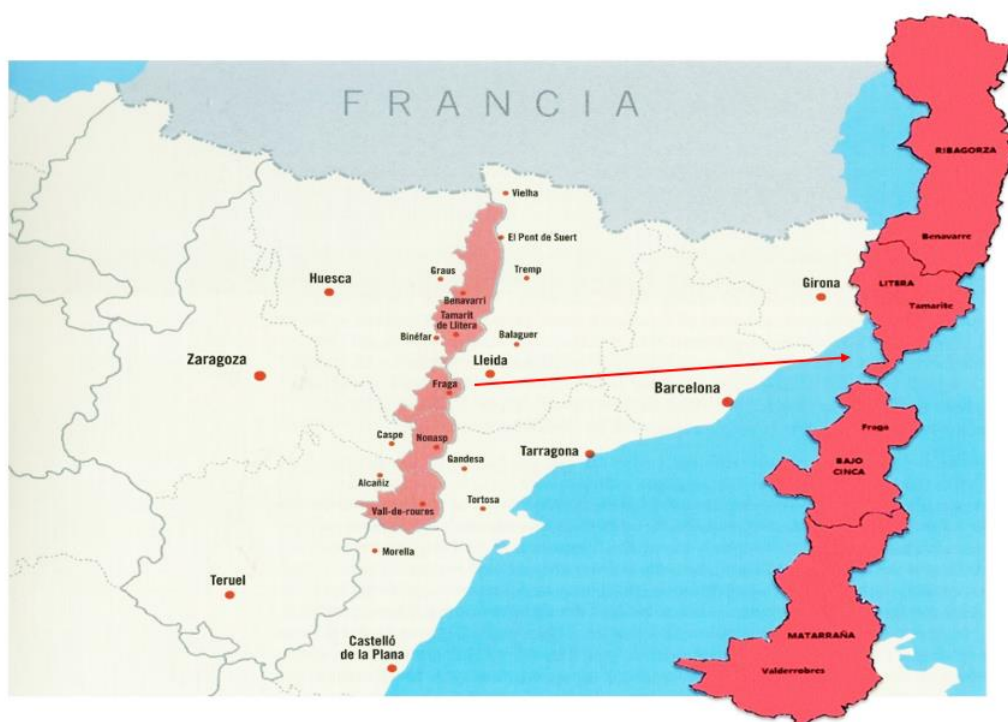 FRANCIA
RIBAGORZA
Vielha
Benavarre
El Pont de Suert
Graus
Tremp
Huesca
Girona
LITERA
Benavarri
Tamarite
Tamarit
de Llitera
Binéfar
Balaguer
Zaragoza
Lleida
Fraga
Barcelona
Fraga
Caspe
Nonasp
Tarragona
Gandesa
BAJO
CINCA
Alcañiz
Vall-de-roures
Tortosa
Morella
Teruel
MATARRAÑA
Castelló
de la Plana
Valderrobres